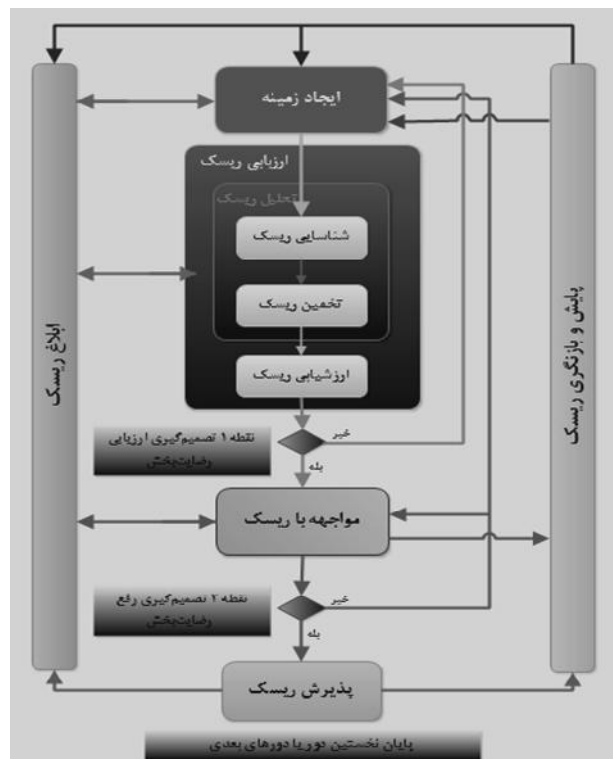 ایجاد زمینه
ارزیابی ریسک
تحلیل ریسک
شناسایی ریسک
تخمین ریسک
ارزشیابی ریسک
نقطه ۱ تصمیم‌گیری ارزیابی
رضایت‌بخش
خیر
بله
مواجهه با ریسک
نقطه ۲ تصمیم‌گیری رفع
رضایت‌بخش
خیر
بله
پذیرش ریسک
پایان نخستین دور یا دورهای بعدی
ابلاغ ریسک
پایش و بازنگری ریسک